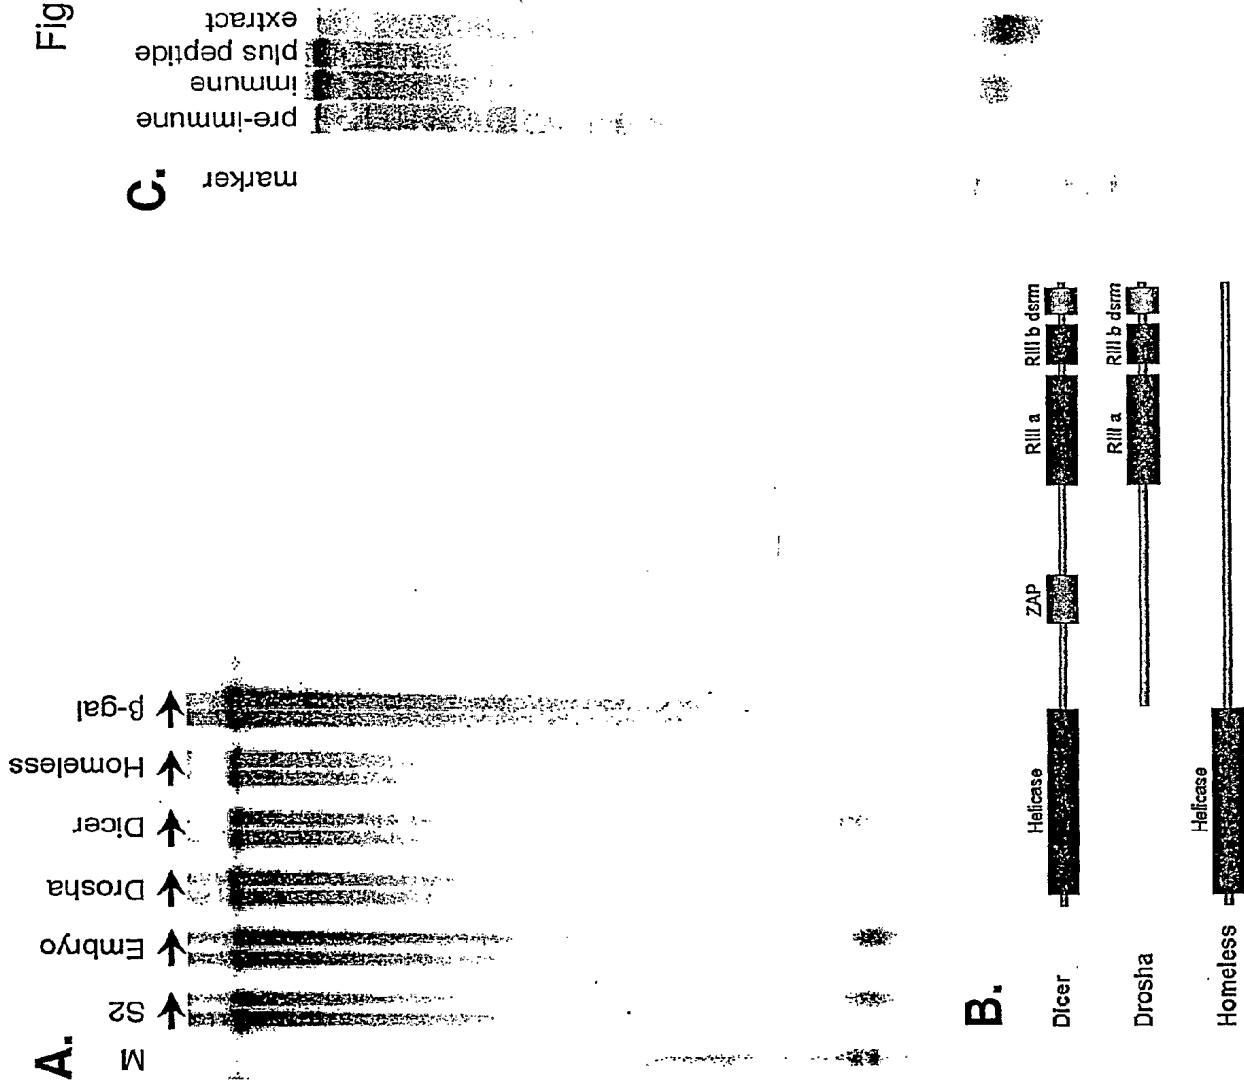 Fig
A.
M
S2
Embryo
Drosha
Dicer
Homeless
β-gal
B.
Dicer
Helicase
ZAP
RIII a
RIII b
dsrm
Drosha
RIII a
RIII b
dsrm
Homeless
Helicase
C.
marker
pre-immune
immune
plus peptide
extract